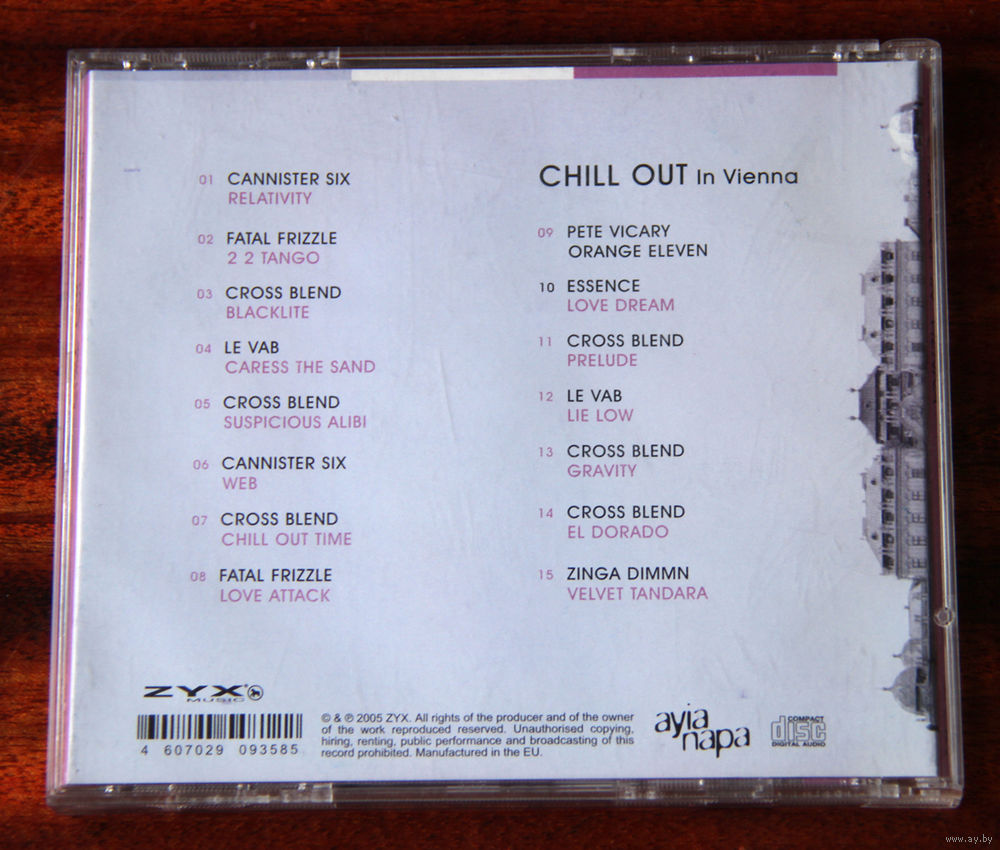 01 CANNISTER SIX
RELATIVITY
02 FATAL FRIZZLE
2 2 TANGO
03 CROSS BLEND
BLACKLITE
04 LE VAB
CARESS THE SAND
05 CROSS BLEND
SUSPICIOUS ALIBI
06 CANNISTER SIX
WEB
07 CROSS BLEND
CHILL OUT TIME
08 FATAL FRIZZLE
LOVE ATTACK
CHILL OUT In Vienna
09 PETE VICARY
ORANGE ELEVEN
10 ESSENCE
LOVE DREAM
11 CROSS BLEND
PRELUDE
12 LE VAB
LIE LOW
13 CROSS BLEND
GRAVITY
14 CROSS BLEND
EL DORADO
15 ZINGA DIMMN
VELVET TANDARA
ZYX
MUSIC
4 607029 093585
© & ℗ 2005 ZYX. All rights of the producer and of the owner
of the work reproduced reserved. Unauthorised copying,
hiring, renting, public performance and broadcasting of this
record prohibited. Manufactured in the EU.
ayia
napa
COMPACT
disc
DIGITAL AUDIO
www.ay.by